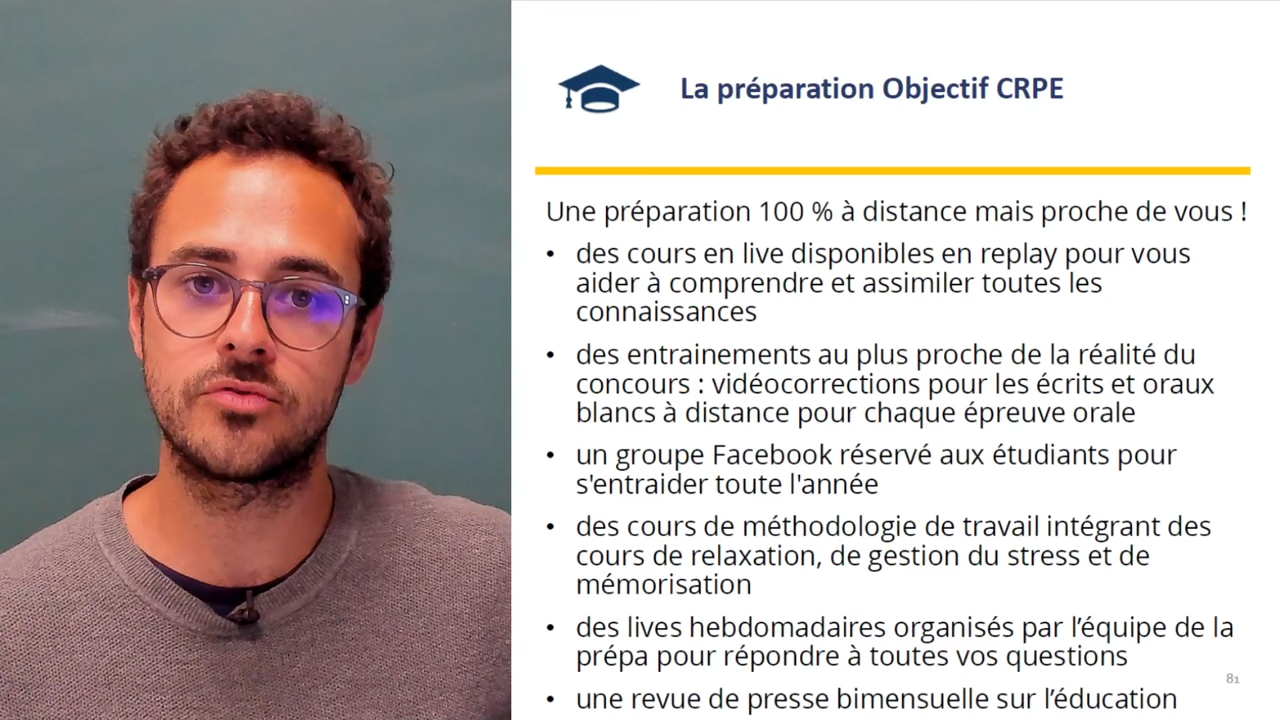 La préparation Objectif CRPE
Une préparation 100 % à distance mais proche de vous !
• des cours en live disponibles en replay pour vous
aider à comprendre et assimiler toutes les
connaissances
• des entrainements au plus proche de la réalité du
concours : vidéocorrections pour les écrits et oraux
blancs à distance pour chaque épreuve orale
• un groupe Facebook réservé aux étudiants pour
s'entraider toute l'année
• des cours de méthodologie de travail intégrant des
cours de relaxation, de gestion du stress et de
mémorisation
• des lives hebdomadaires organisés par l’équipe de la
prépa pour répondre à toutes vos questions
81
• une revue de presse bimensuelle sur l’éducation